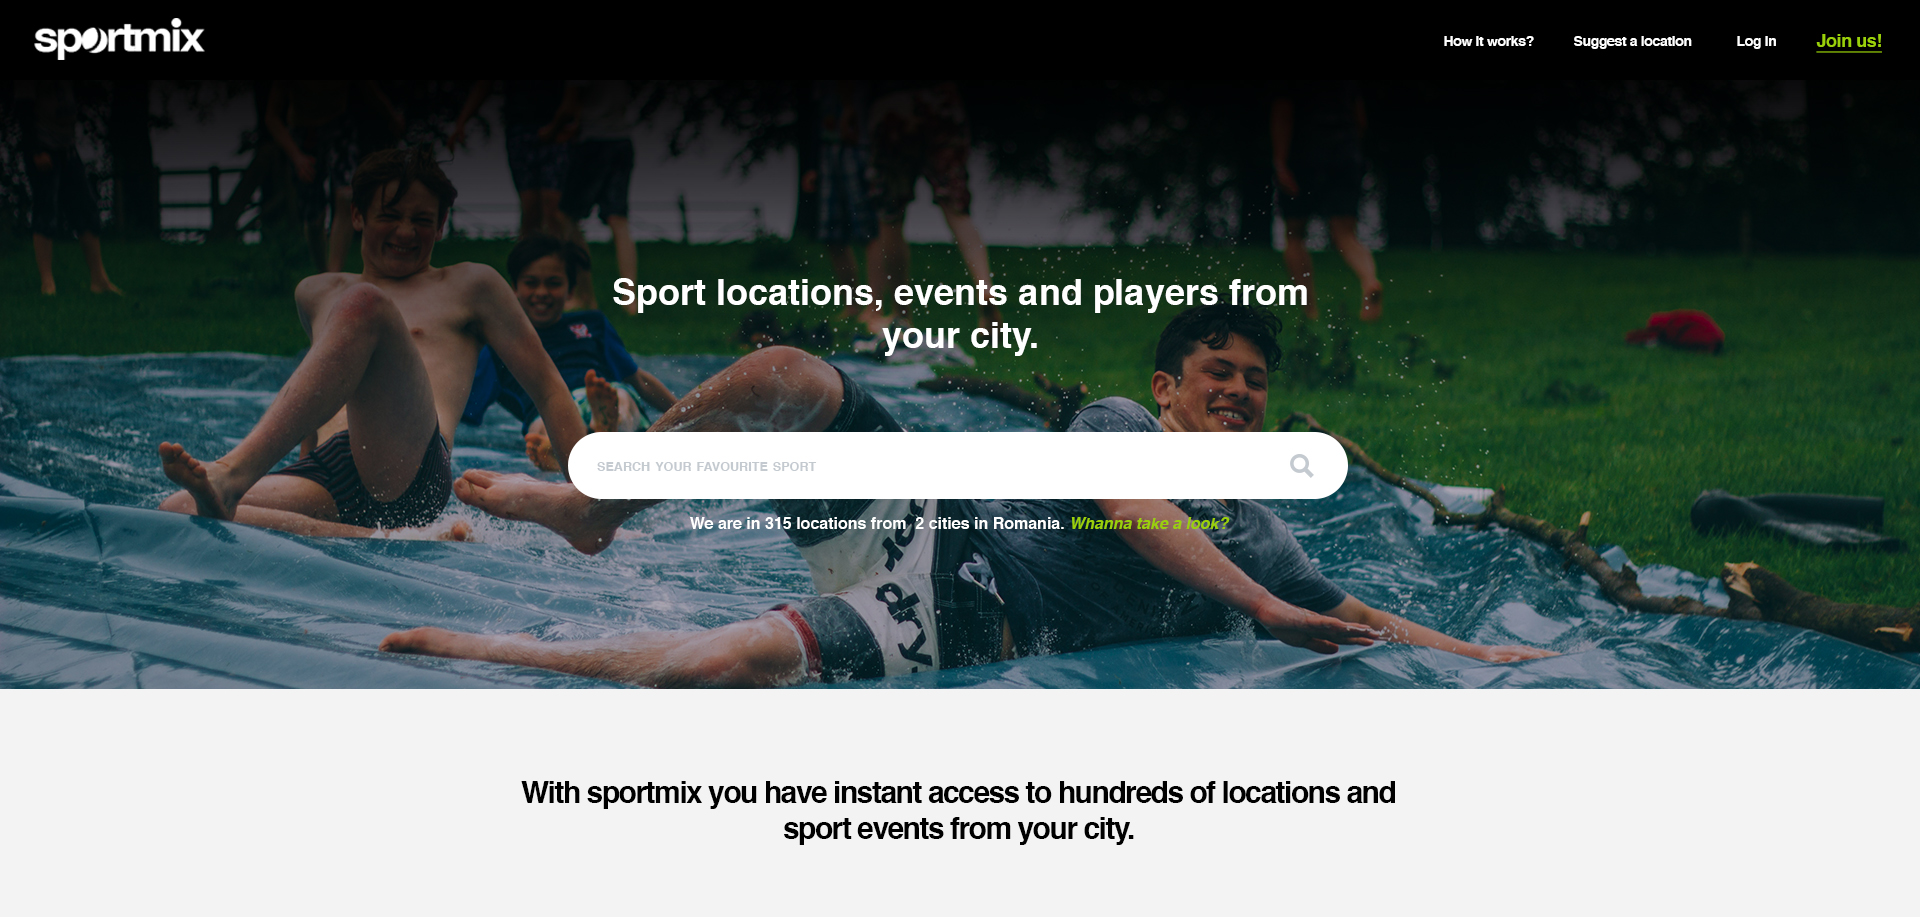 sportmix
How it works? Suggest a location Log in Join us!
Sport locations, events and players from
your city.
SEARCH YOUR FAVOURITE SPORT
We are in 315 locations from 2 cities in Romania. Whanna take a look?
or dry.
With sportmix you have instant access to hundreds of locations and
sport events from your city.